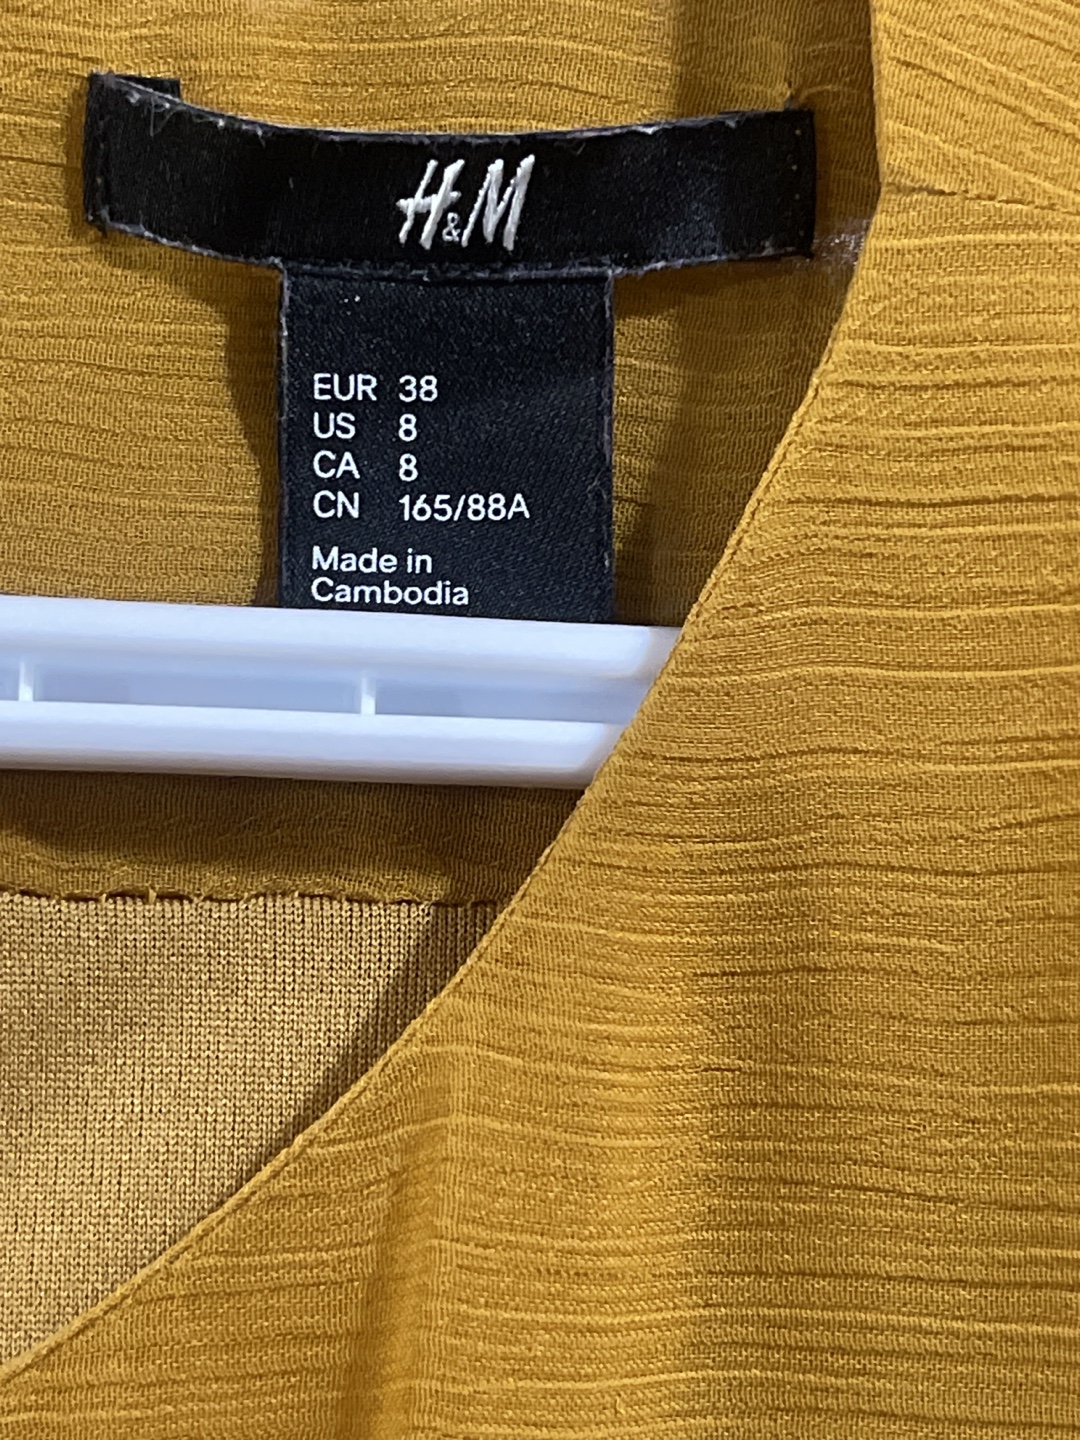 H&M
EUR 38
US 8
CA 8
CN 165/88A
Made in
Cambodia